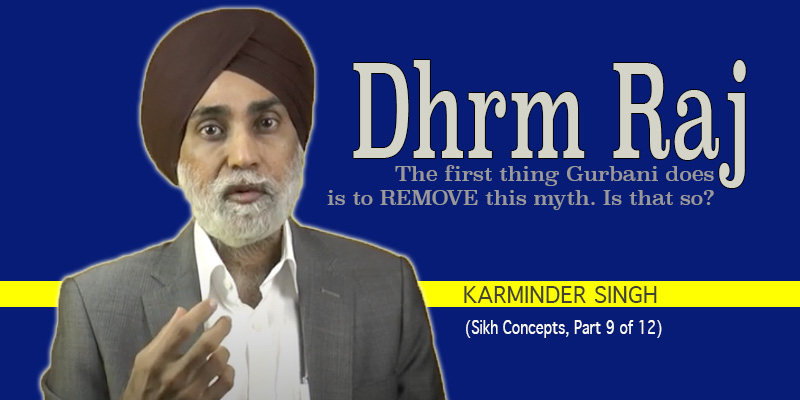 Dhrm Raj
The first thing Gurbani does
is to REMOVE this myth. Is that so?
KARMINDER SINGH
(Sikh Concepts, Part 9 of 12)